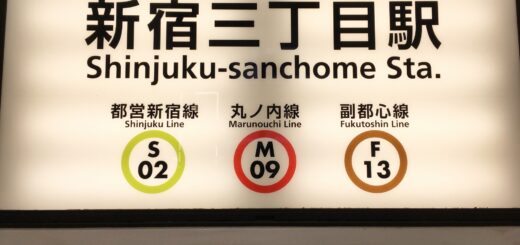 新宿三丁目駅
Shinjuku-sanchome Sta.
都営新宿線 丸ノ内線 副都心線
Shinjuku Line Marunouchi Line Fukutoshin Line
S M F
02 09 13